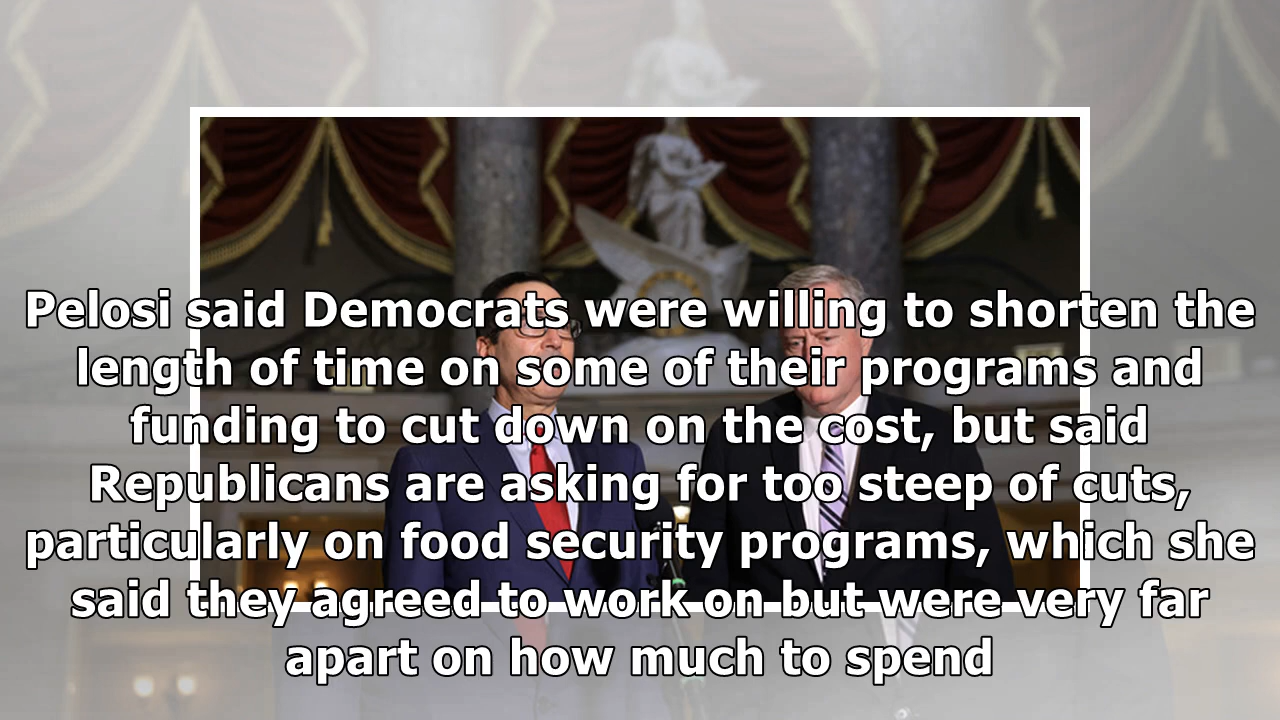 Pelosi said Democrats were willing to shorten the
length of time on some of their programs and
funding to cut down on the cost, but said
Republicans are asking for too steep of cuts,
particularly on food security programs, which she
said they agreed to work on but were very far
apart on how much to spend